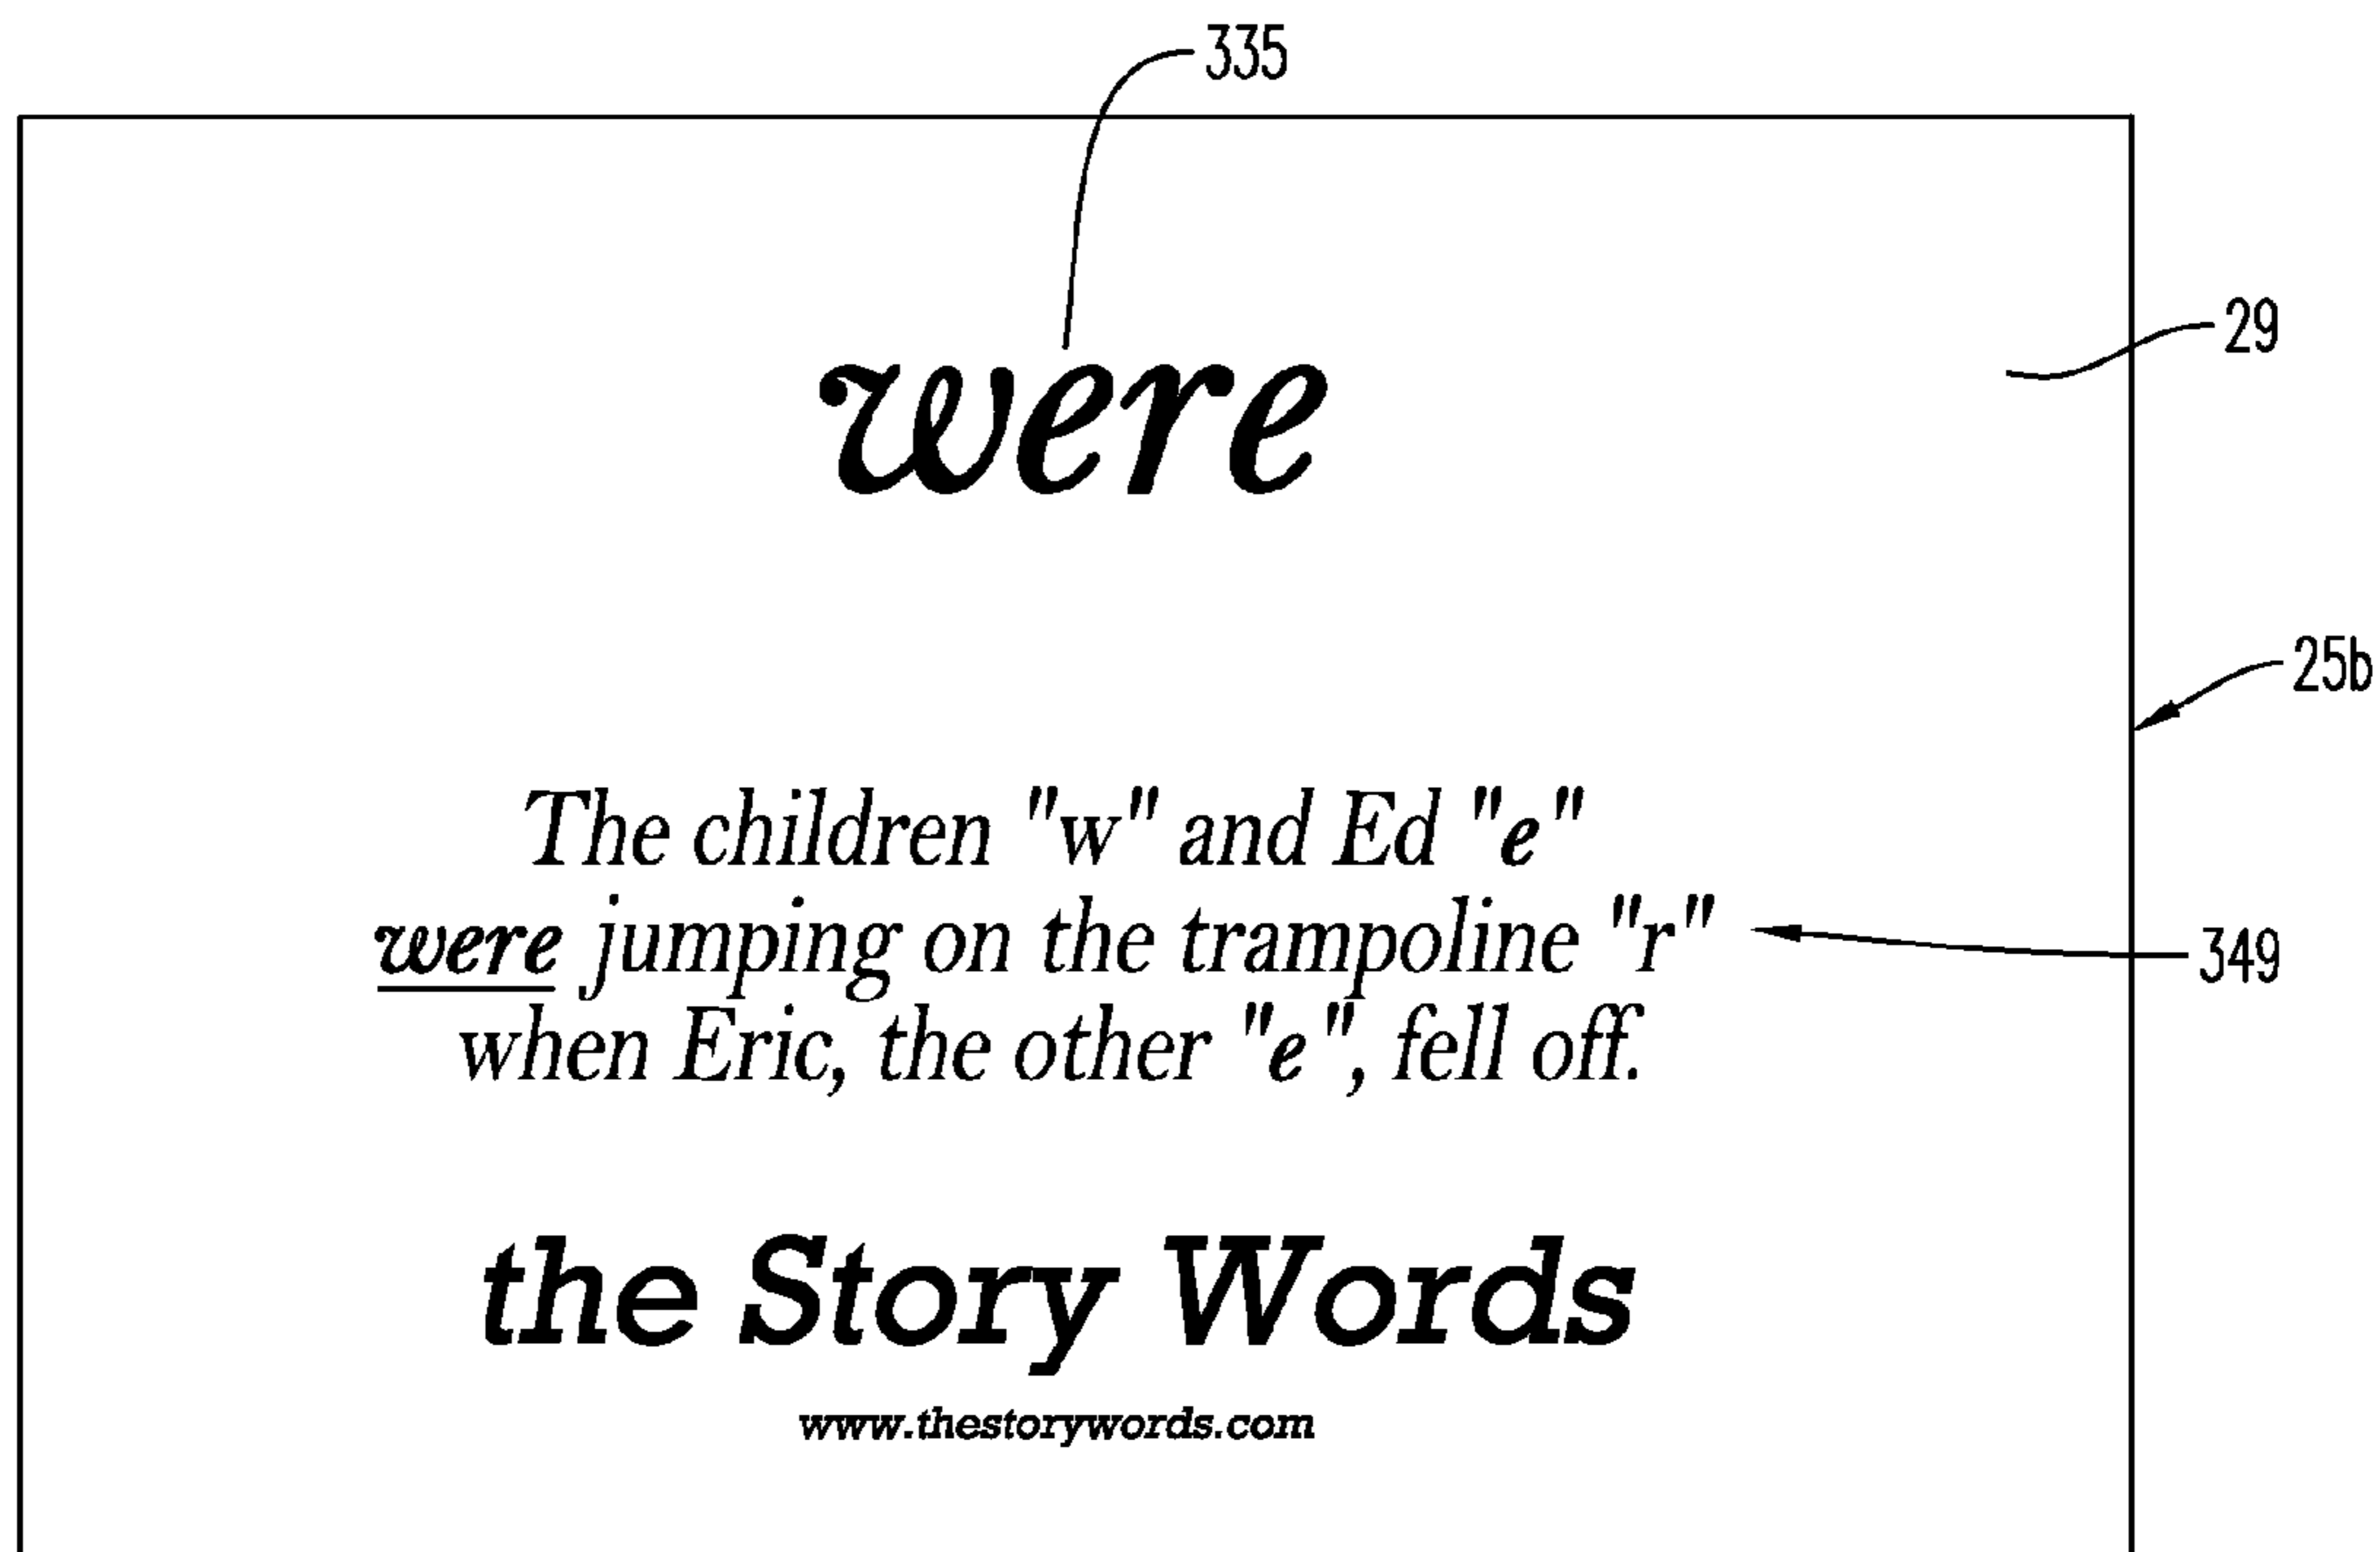 335
were
29
25b
The children "w" and Ed "e"
were jumping on the trampoline "r"
349
when Eric, the other "e", fell off.
the Story Words
www.thestorywords.com